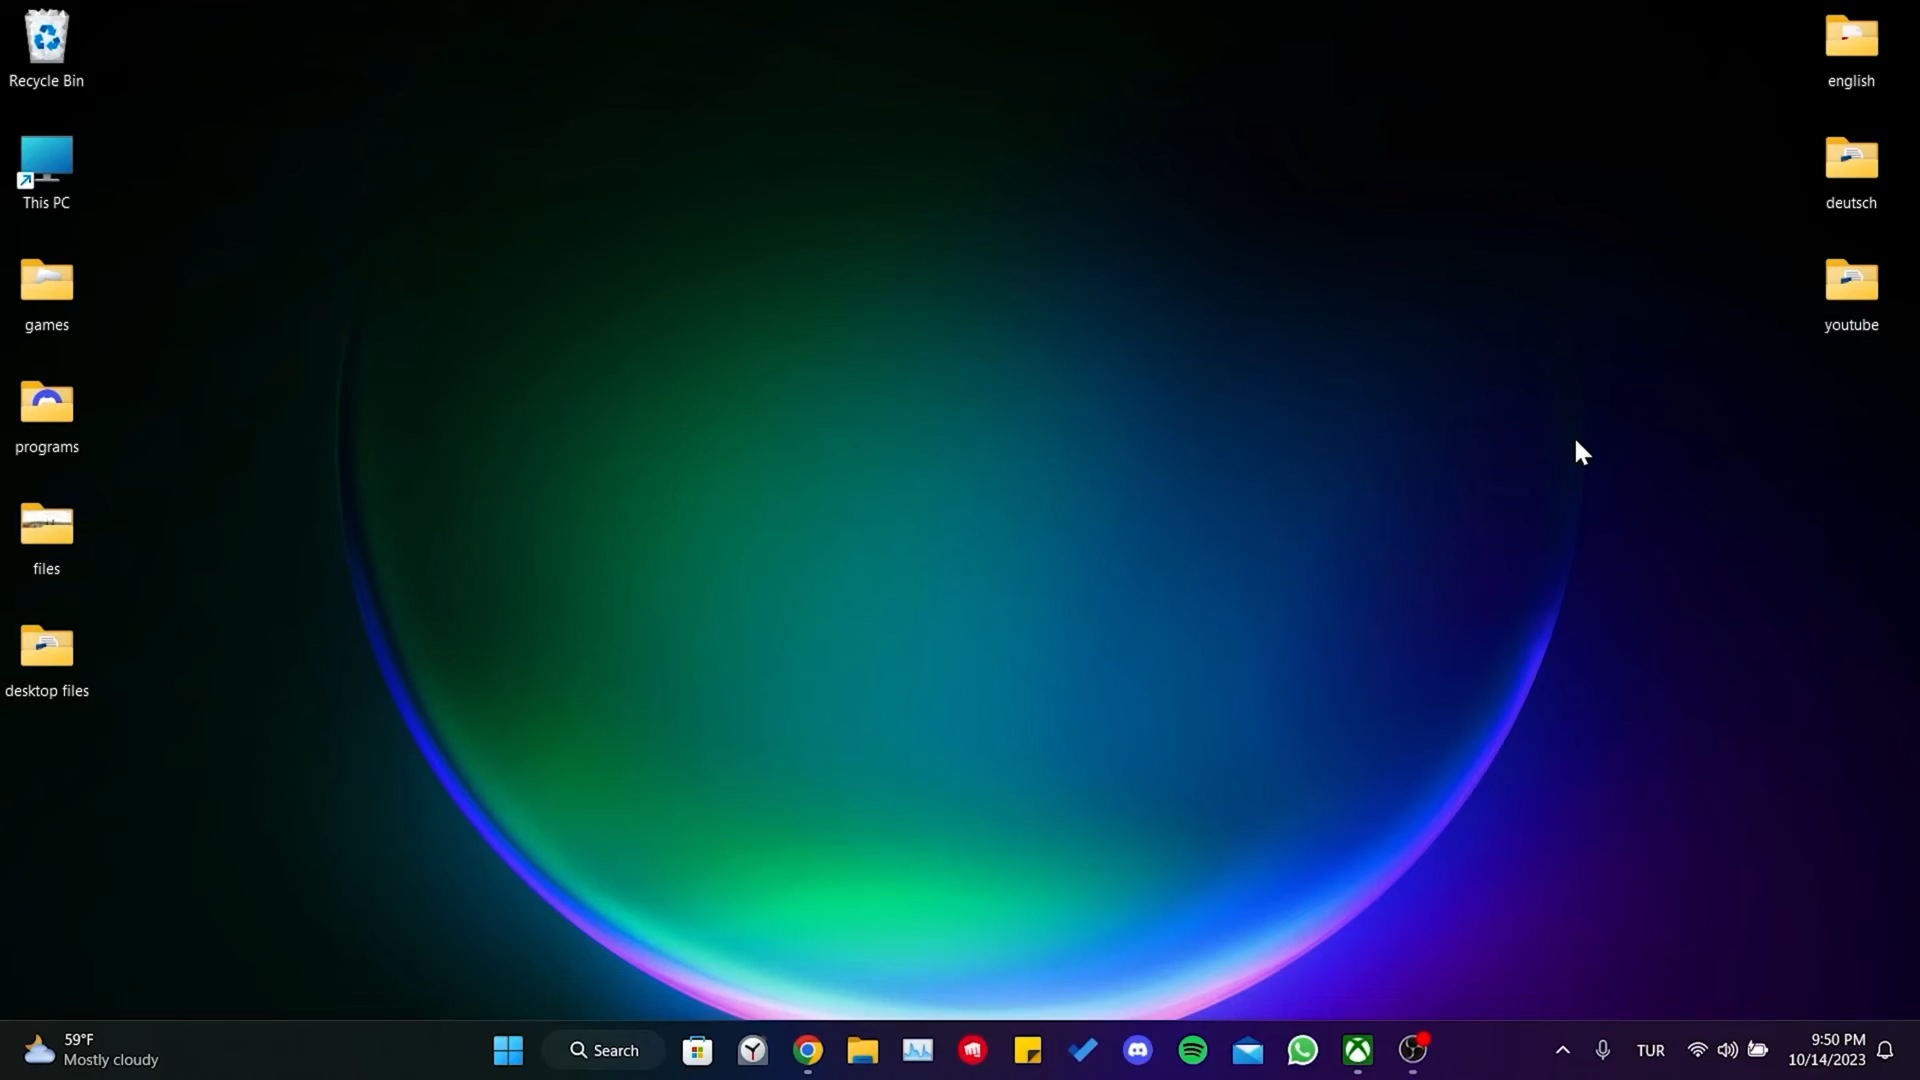 Recycle Bin
This PC
games
programs
files
desktop files
english
deutsch
youtube
59°F
Mostly cloudy
Search
TUR
9:50 PM
10/14/2023